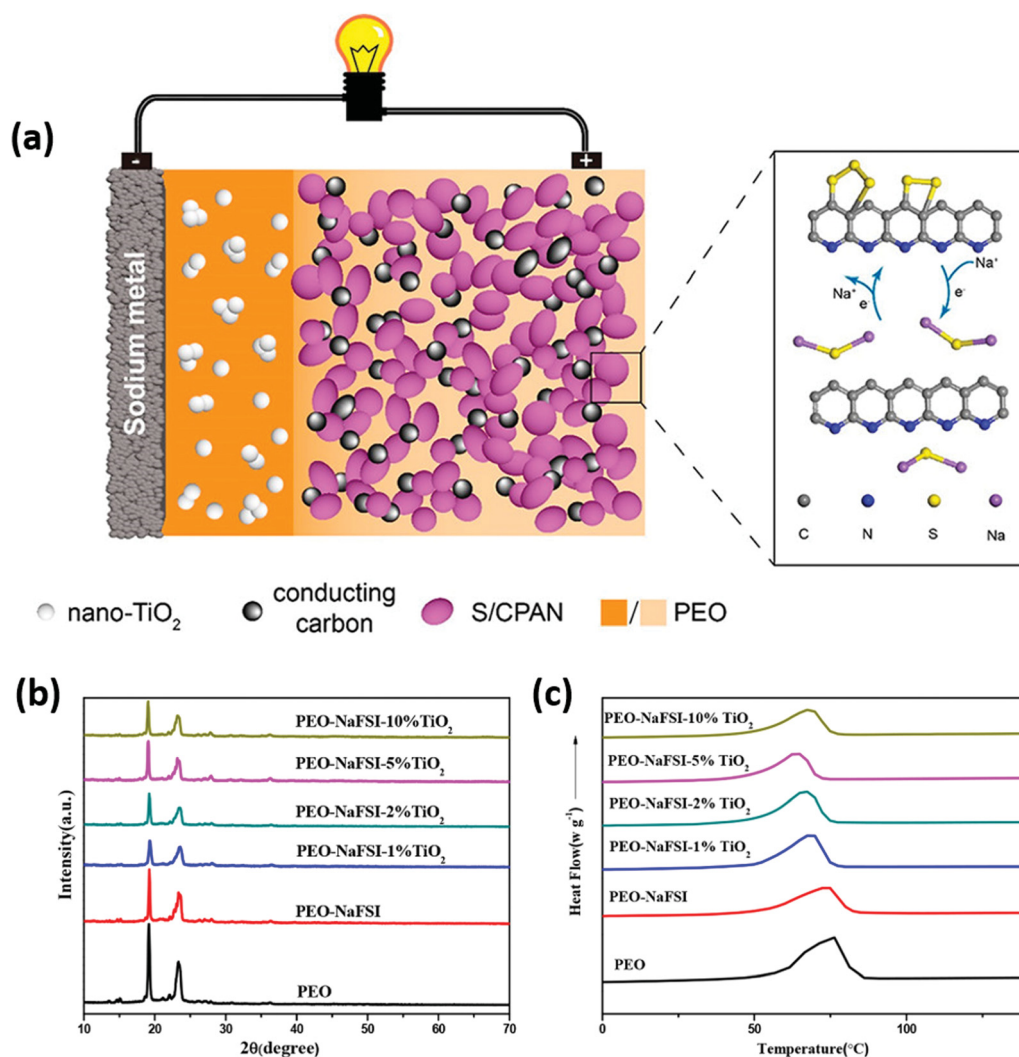 (a)
-
+
Sodium metal
Na⁺
e⁻
Na⁺
e⁻
C N S Na
nano-TiO₂
conducting
carbon
S/CPAN
/
PEO
(b)
Intensity(a.u.)
PEO-NaFSI-10%TiO₂
PEO-NaFSI-5%TiO₂
PEO-NaFSI-2%TiO₂
PEO-NaFSI-1%TiO₂
PEO-NaFSI
PEO
10 20 30 40 50 60 70
2θ(degree)
(c)
Heat Flow(w g⁻¹)
PEO-NaFSI-10% TiO₂
PEO-NaFSI-5% TiO₂
PEO-NaFSI-2% TiO₂
PEO-NaFSI-1% TiO₂
PEO-NaFSI
PEO
0 50 100
Temperature(°C)